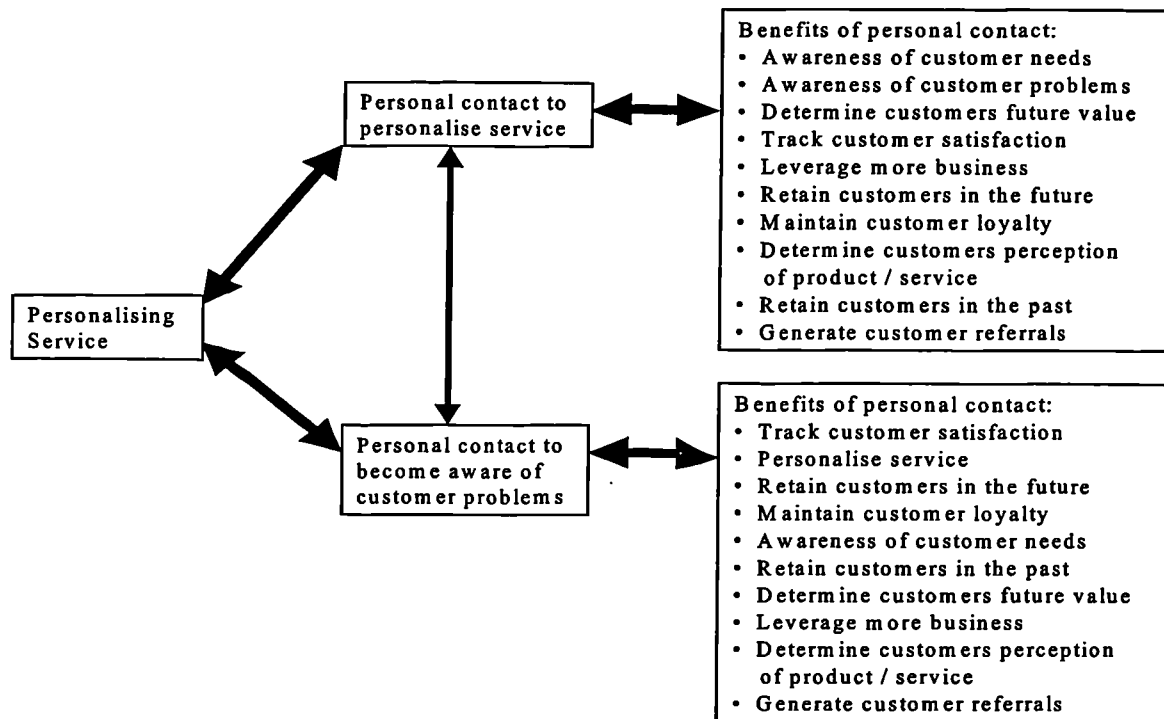 Personalising
Service
Personal contact to
personalise service
Personal contact to
become aware of
customer problems
Benefits of personal contact:
• Awareness of customer needs
• Awareness of customer problems
• Determine customers future value
• Track customer satisfaction
• Leverage more business
• Retain customers in the future
• Maintain customer loyalty
• Determine customers perception
of product / service
• Retain customers in the past
• Generate customer referrals
Benefits of personal contact:
• Track customer satisfaction
• Personalise service
• Retain customers in the future
• Maintain customer loyalty
• Awareness of customer needs
• Retain customers in the past
• Determine customers future value
• Leverage more business
• Determine customers perception
of product / service
• Generate customer referrals